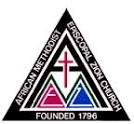 AFRICAN METHODIST
EPISCOPAL ZION CHURCH
A
M E Z
FOUNDED 1796